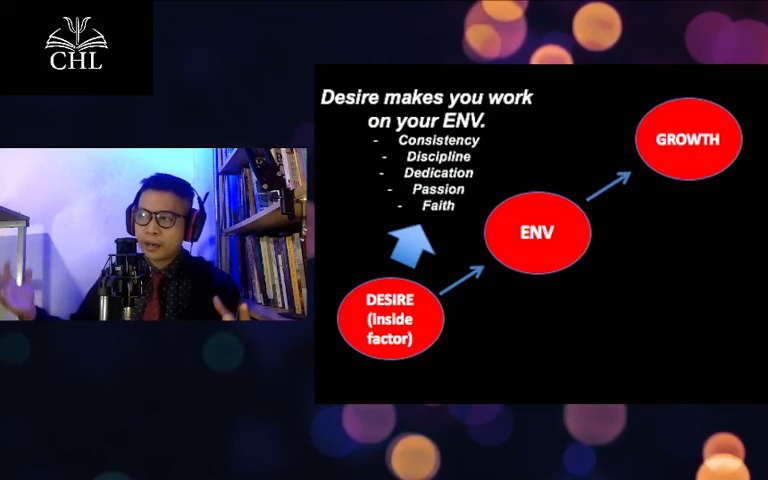 CHL
Desire makes you work
on your ENV.
- Consistency
- Discipline
- Dedication
- Passion
- Faith
GROWTH
ENV
DESIRE
(inside
factor)